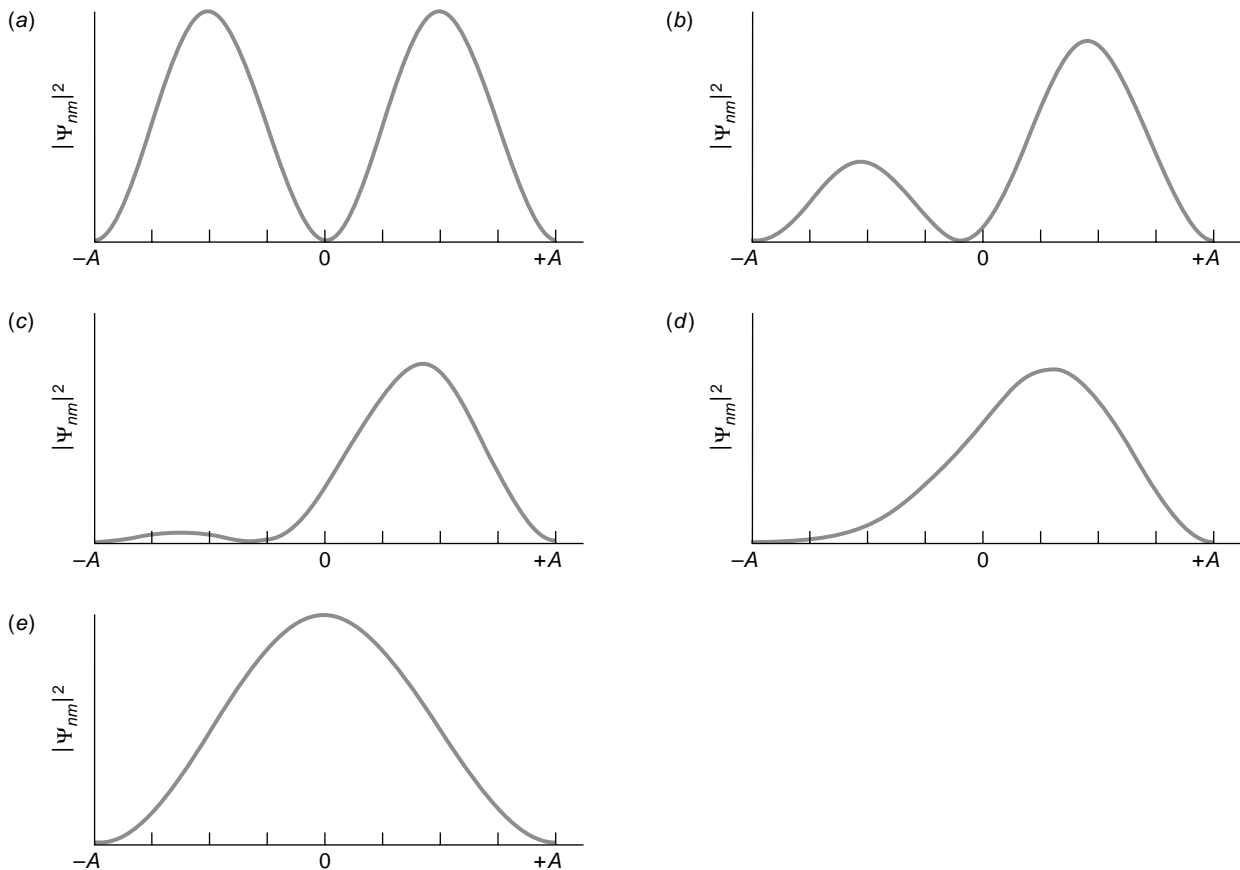 (a)
|Ψnm|2
–A
0
+A
(b)
|Ψnm|2
–A
0
+A
(c)
|Ψnm|2
–A
0
+A
(d)
|Ψnm|2
–A
0
+A
(e)
|Ψnm|2
–A
0
+A